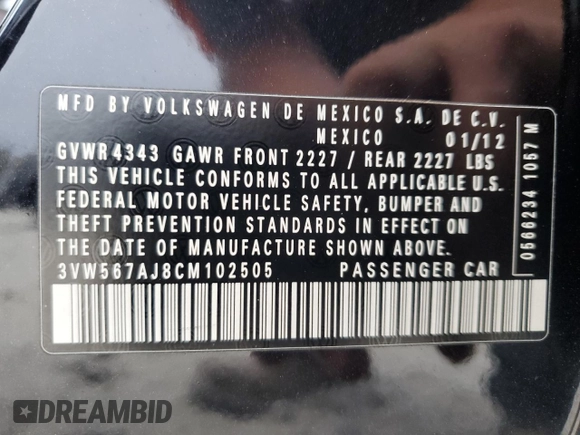 MFD BY VOLKSWAGEN DE MEXICO S.A. DE C.V.
MEXICO 01/12
GVWR 4343 GAWR FRONT 2227 / REAR 2227 LBS
THIS VEHICLE CONFORMS TO ALL APPLICABLE U.S.
FEDERAL MOTOR VEHICLE SAFETY, BUMPER AND
THEFT PREVENTION STANDARDS IN EFFECT ON
THE DATE OF MANUFACTURE SHOWN ABOVE.
3VW567AJ8CM102505 PASSENGER CAR
0566234 1057 M
DREAMBID